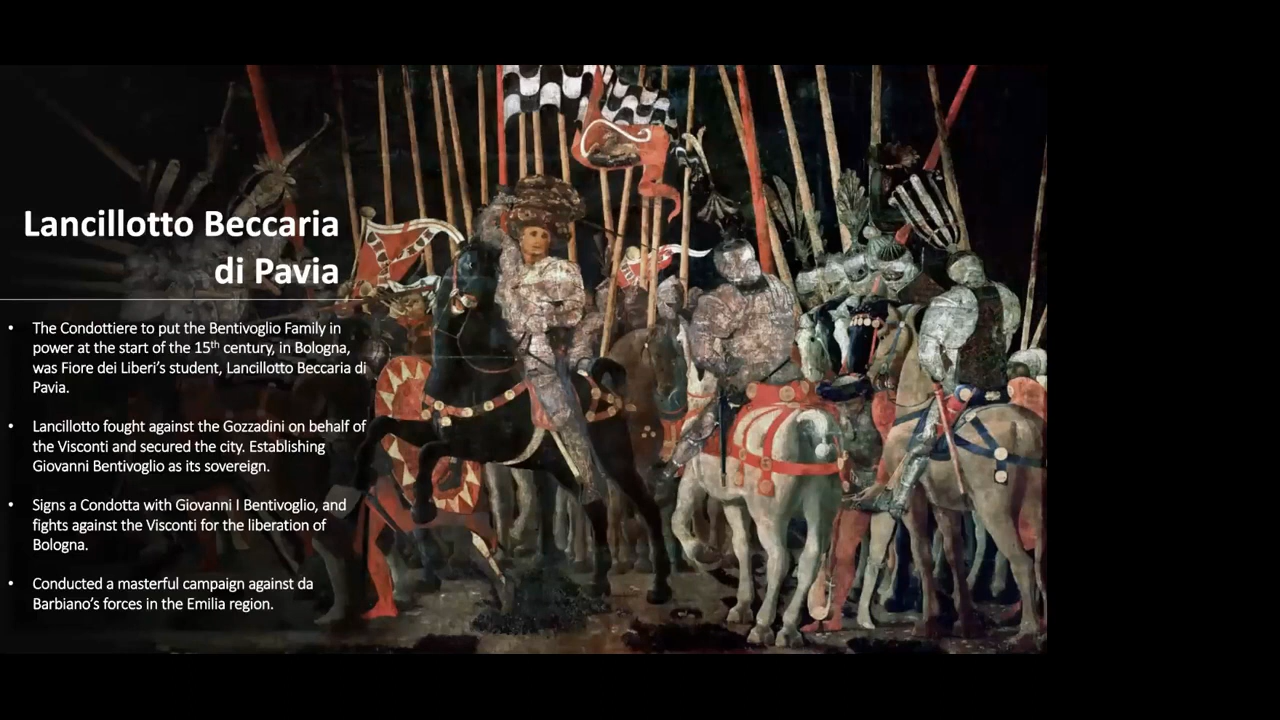 Lancillotto Beccaria
di Pavia
• The Condottiere to put the Bentivoglio Family in
power at the start of the 15th century, in Bologna,
was Fiore dei Liberi's student, Lancillotto Beccaria di
Pavia.
• Lancillotto fought against the Gozzadini on behalf of
the Visconti and secured the city. Establishing
Giovanni Bentivoglio as its sovereign.
• Signs a Condotta with Giovanni I Bentivoglio, and
fights against the Visconti for the liberation of
Bologna.
• Conducted a masterful campaign against da
Barbiano's forces in the Emilia region.